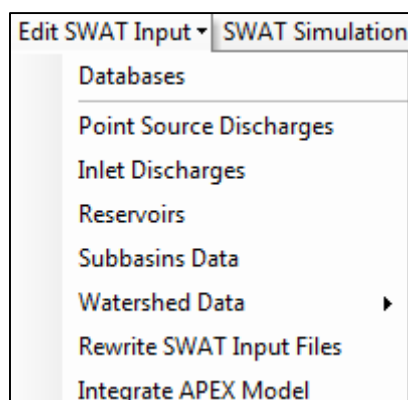 Edit SWAT Input SWAT Simulation
Databases
Point Source Discharges
Inlet Discharges
Reservoirs
Subbasins Data
Watershed Data
Rewrite SWAT Input Files
Integrate APEX Model